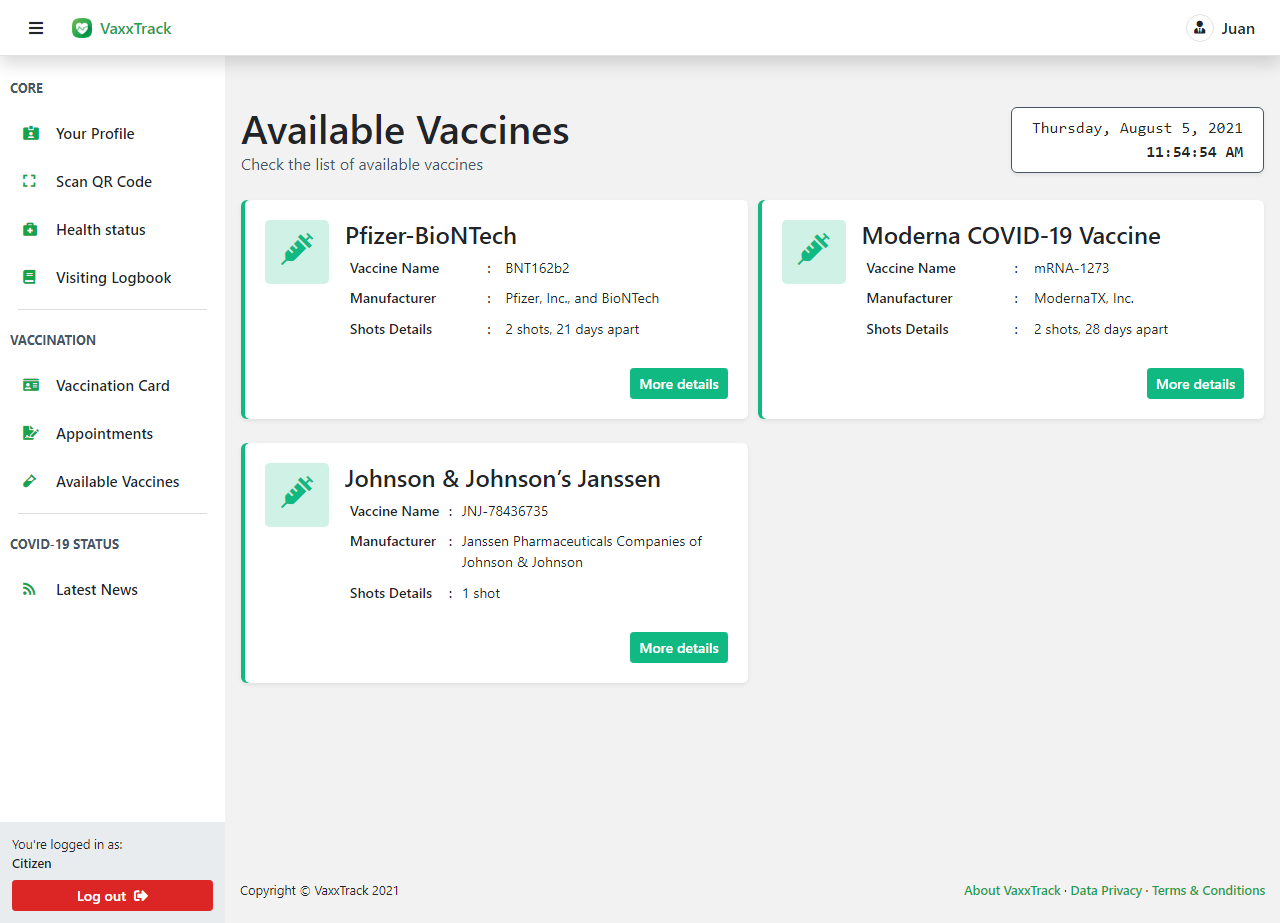 VaxxTrack
Juan
CORE
Your Profile
Scan QR Code
Health status
Visiting Logbook
VACCINATION
Vaccination Card
Appointments
Available Vaccines
COVID-19 STATUS
Latest News
You're logged in as:
Citizen
Log out
Available Vaccines
Check the list of available vaccines
Thursday, August 5, 2021
11:54:54 AM
Pfizer-BioNTech
Vaccine Name : BNT162b2
Manufacturer : Pfizer, Inc., and BioNTech
Shots Details : 2 shots, 21 days apart
More details
Moderna COVID-19 Vaccine
Vaccine Name : mRNA-1273
Manufacturer : ModernaTX, Inc.
Shots Details : 2 shots, 28 days apart
More details
Johnson & Johnson’s Janssen
Vaccine Name : JNJ-78436735
Manufacturer : Janssen Pharmaceuticals Companies of
Johnson & Johnson
Shots Details : 1 shot
More details
Copyright © VaxxTrack 2021
About VaxxTrack · Data Privacy · Terms & Conditions